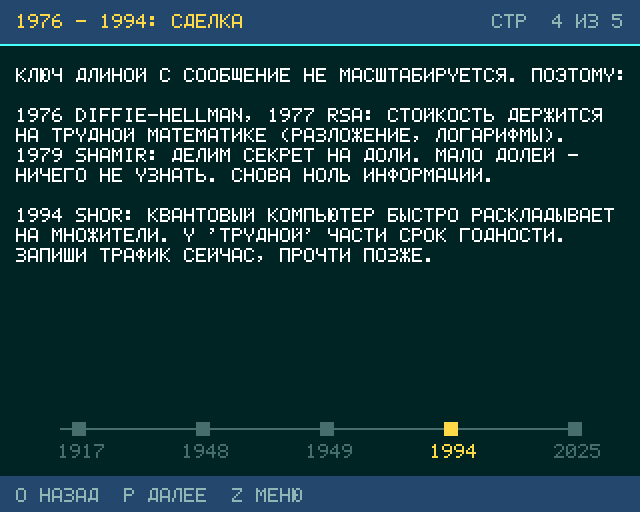 1976 - 1994: СДЕЛКА СТР 4 ИЗ 5
КЛЮЧ ДЛИНОЙ С СООБЩЕНИЕ НЕ МАСШТАБИРУЕТСЯ. ПОЭТОМУ:
1976 DIFFIE-HELLMAN, 1977 RSA: СТОЙКОСТЬ ДЕРЖИТСЯ
НА ТРУДНОЙ МАТЕМАТИКЕ (РАЗЛОЖЕНИЕ, ЛОГАРИФМЫ).
1979 SHAMIR: ДЕЛИМ СЕКРЕТ НА ДОЛИ. МАЛО ДОЛЕЙ -
НИЧЕГО НЕ УЗНАТЬ. СНОВА НОЛЬ ИНФОРМАЦИИ.
1994 SHOR: КВАНТОВЫЙ КОМПЬЮТЕР БЫСТРО РАСКЛАДЫВАЕТ
НА МНОЖИТЕЛИ. У 'ТРУДНОЙ' ЧАСТИ СРОК ГОДНОСТИ.
ЗАПИШИ ТРАФИК СЕЙЧАС, ПРОЧТИ ПОЗЖЕ.
1917 1948 1949 1994 2025
O НАЗАД P ДАЛЕЕ Z МЕНЮ